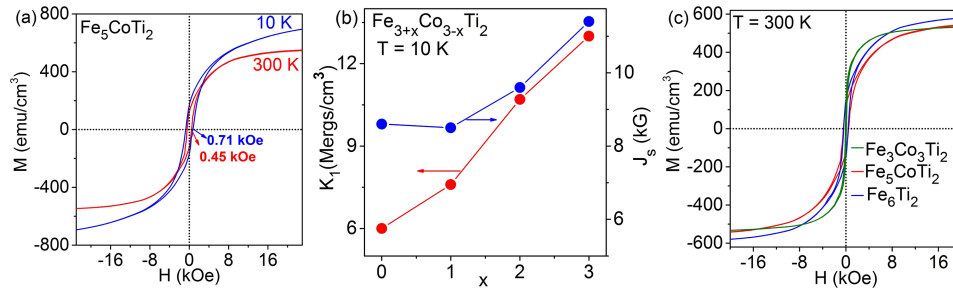 (a)
Fe5CoTi2
10 K
300 K
0.71 kOe
0.45 kOe
800
400
0
-400
-800
M (emu/cm³)
-16
-8
0
8
16
H (kOe)
(b)
Fe3+xCo3-xTi2
T = 10 K
12
9
6
K1(Mergs/cm³)
11
10
9
8
7
6
Js (kG)
0
1
2
3
x
(c)
T = 300 K
600
400
200
0
-200
-400
-600
M (emu/cm³)
-16
-8
0
8
16
H (kOe)
Fe3Co3Ti2
Fe5CoTi2
Fe6Ti2